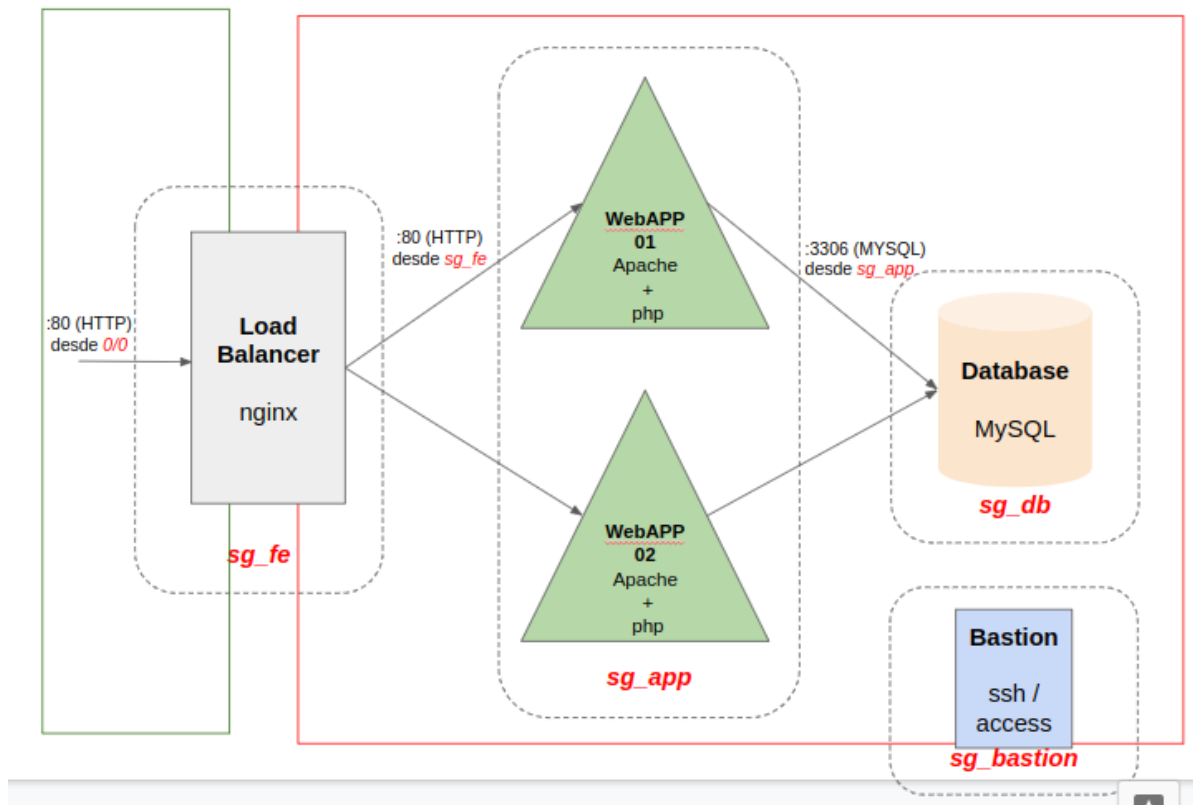 :80 (HTTP)
desde 0/0
Load
Balancer
nginx
sg_fe
:80 (HTTP)
desde sg_fe
WebAPP
01
Apache
+
php
WebAPP
02
Apache
+
php
sg_app
:3306 (MYSQL)
desde sg_app
Database
MySQL
sg_db
Bastion
ssh /
access
sg_bastion